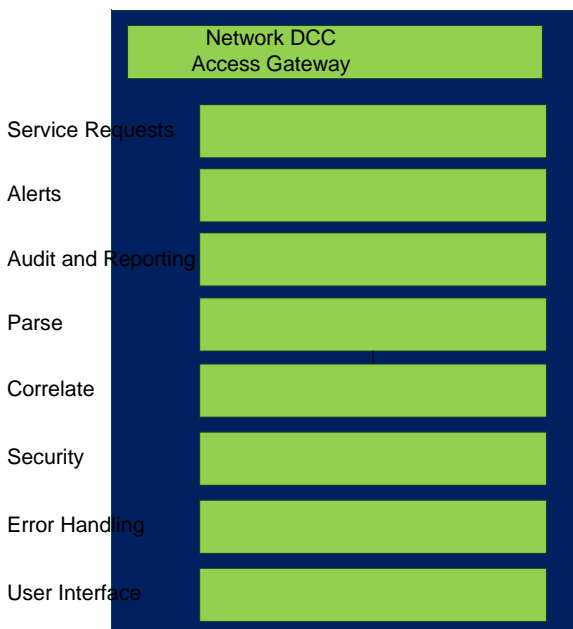 Network DCC
Access Gateway
Service Requests
Alerts
Audit and Reporting
Parse
Correlate
Security
Error Handling
User Interface